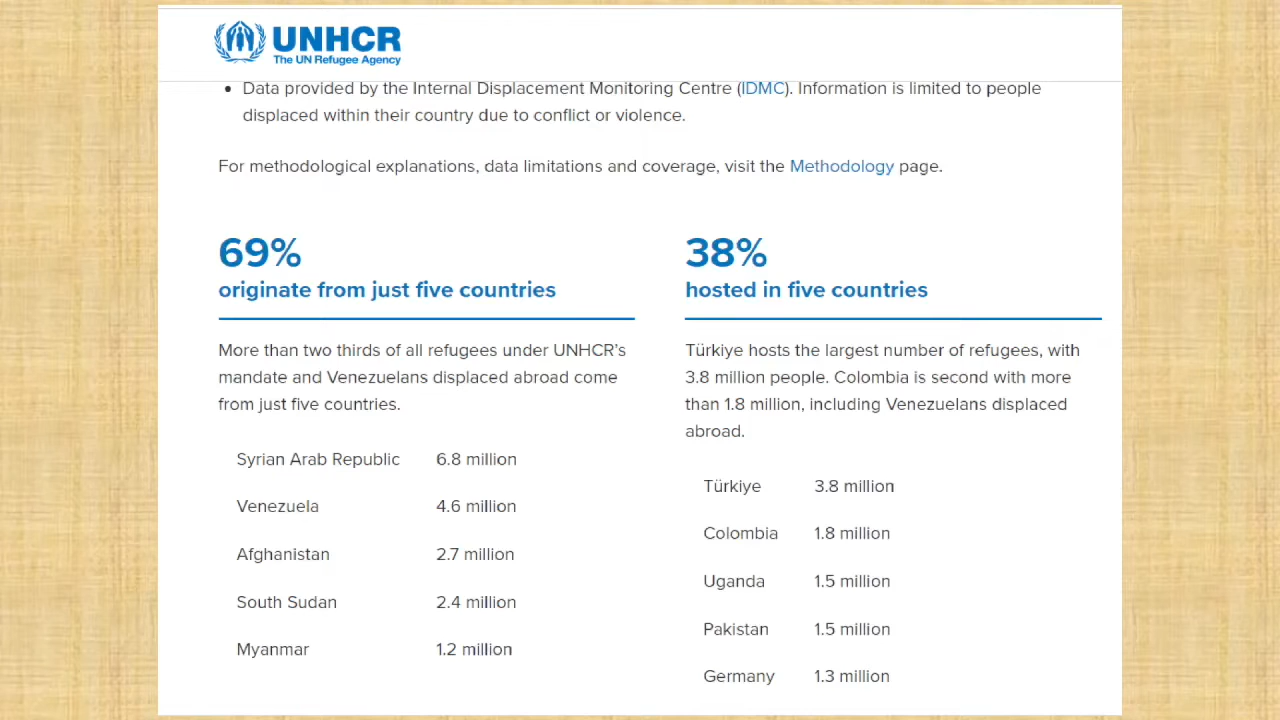 UNHCR
The UN Refugee Agency
• Data provided by the Internal Displacement Monitoring Centre (IDMC). Information is limited to people
displaced within their country due to conflict or violence.
For methodological explanations, data limitations and coverage, visit the Methodology page.
69%
originate from just five countries
More than two thirds of all refugees under UNHCR’s
mandate and Venezuelans displaced abroad come
from just five countries.
Syrian Arab Republic 6.8 million
Venezuela 4.6 million
Afghanistan 2.7 million
South Sudan 2.4 million
Myanmar 1.2 million
38%
hosted in five countries
Türkiye hosts the largest number of refugees, with
3.8 million people. Colombia is second with more
than 1.8 million, including Venezuelans displaced
abroad.
Türkiye 3.8 million
Colombia 1.8 million
Uganda 1.5 million
Pakistan 1.5 million
Germany 1.3 million